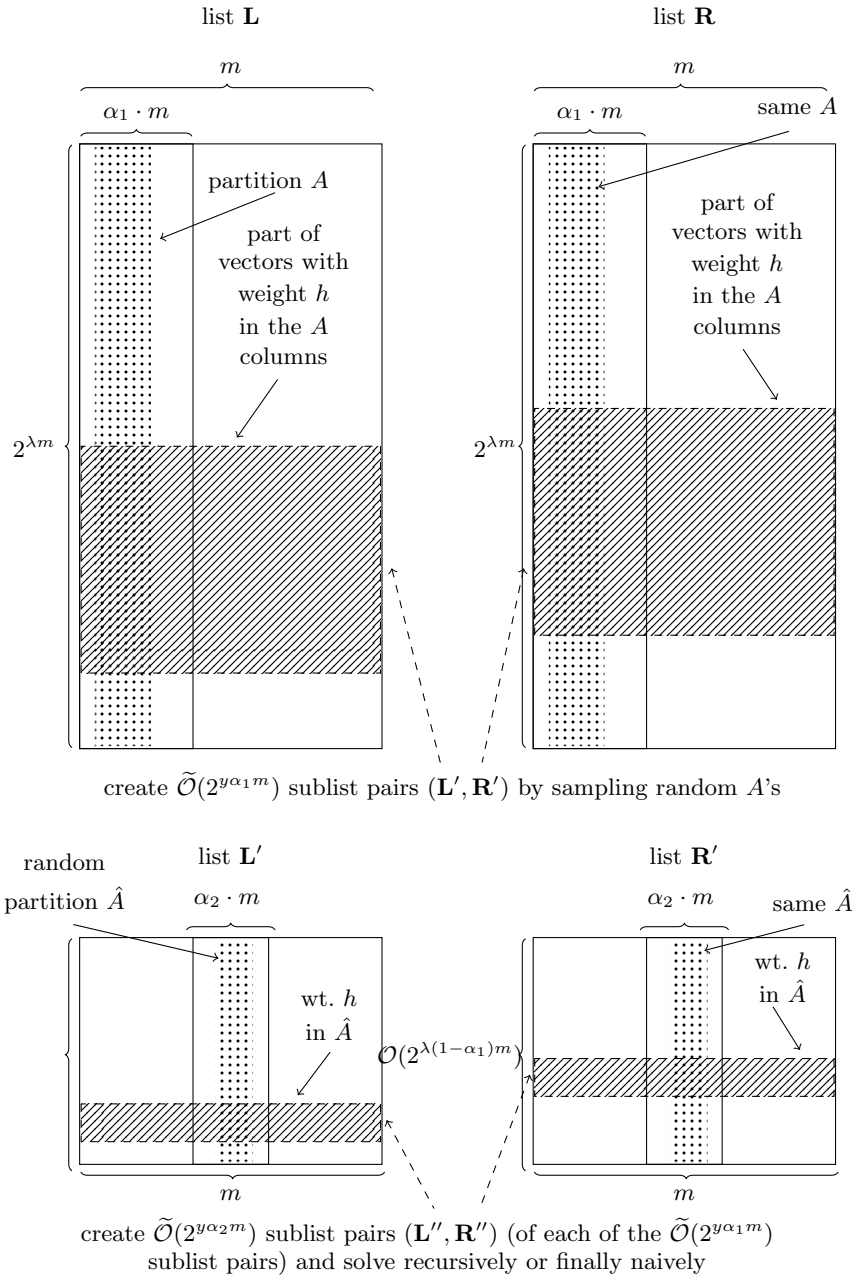 list L
list R
m
m
α₁ · m
α₁ · m
same A
partition A
part of
vectors with
weight h
in the A
columns
part of
vectors with
weight h
in the A
columns
2^{λm}
2^{λm}
create Õ(2^{yα₁m}) sublist pairs (L′, R′) by sampling random A's
random
partition Â
list L′
list R′
α₂ · m
α₂ · m
same Â
wt. h
in Â
wt. h
in Â
O(2^{λ(1−α₁)m})
m
m
create Õ(2^{yα₂m}) sublist pairs (L″, R″) (of each of the Õ(2^{yα₁m})
sublist pairs) and solve recursively or finally naively